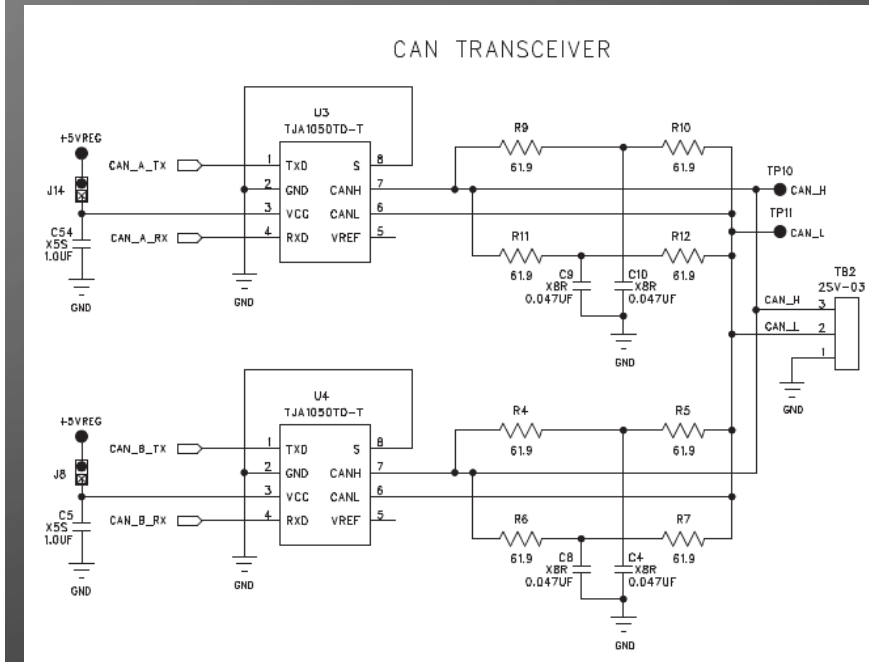 CAN TRANSCEIVER
U3
TJA1050TD-T
+5VREG
J14
CAN_A_TX
CAN_A_RX
C54
X5S
1.0UF
GND
1 TXD S 8
2 GND CANH 7
3 VCC CANL 6
4 RXD VREF 5
GND
R9
61.9
R10
61.9
R11
61.9
R12
61.9
C9
X8R
0.047UF
C10
X8R
0.047UF
GND
TP10
CAN_H
TP11
CAN_L
TB2
25V-03
CAN_H 3
CAN_L 2
1
GND
U4
TJA1050TD-T
+5VREG
J8
CAN_B_TX
CAN_B_RX
C5
X5S
1.0UF
GND
1 TXD S 8
2 GND CANH 7
3 VCC CANL 6
4 RXD VREF 5
GND
R4
61.9
R5
61.9
R6
61.9
R7
61.9
C8
X8R
0.047UF
C4
X8R
0.047UF
GND